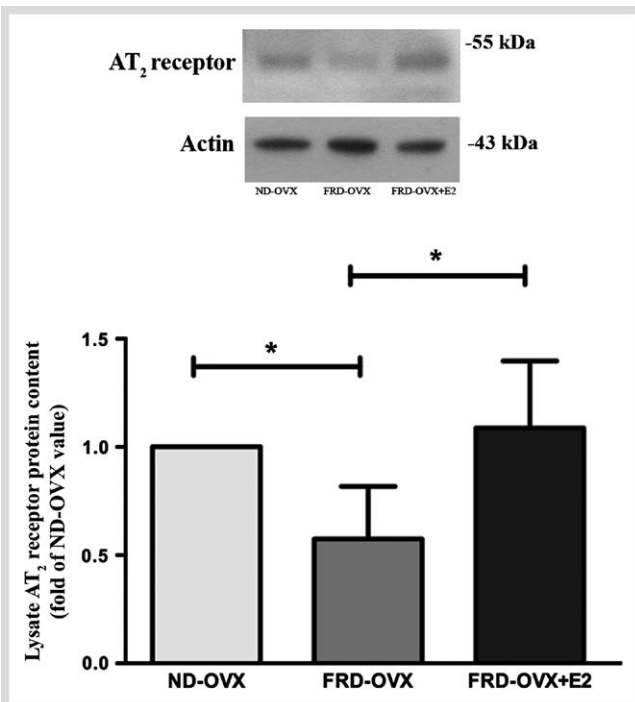 AT₂ receptor
-55 kDa
Actin
-43 kDa
ND-OVX FRD-OVX FRD-OVX+E2
*
*
Lysate AT₂ receptor protein content
(fold of ND-OVX value)
1.5
1.0
0.5
0.0
ND-OVX FRD-OVX FRD-OVX+E2